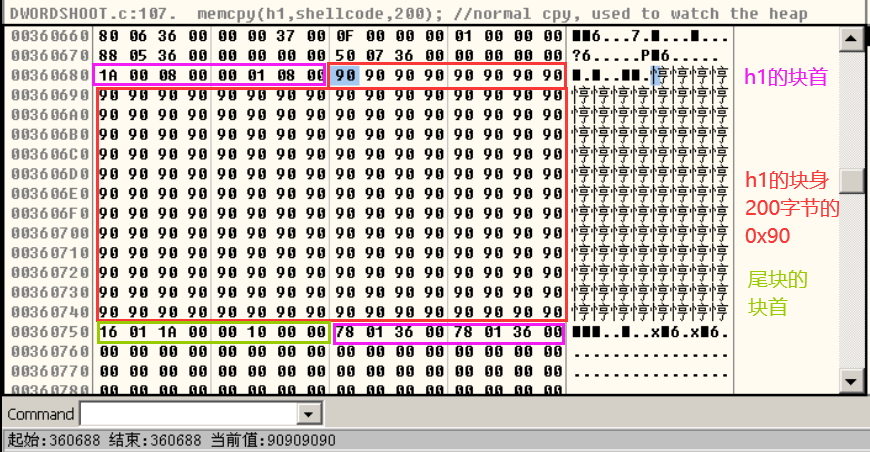 DWORDSHOOT.c:107. memcpy(h1,shellcode,200); //normal cpy, used to watch the heap
00360660 80 06 36 00 00 00 37 00 0F 00 00 00 01 00 00 00 ■■6...7.■...■...
00360670 88 05 36 00 00 00 00 00 50 07 36 00 00 00 00 00 ?6.....P■6.....
00360680 1A 00 08 00 00 01 08 00 90 90 90 90 90 90 90 90 ■.■..■■.悙悙悙悙
h1的块首
00360690 90 90 90 90 90 90 90 90 90 90 90 90 90 90 90 90 悙悙悙悙悙悙悙悙
003606A0 90 90 90 90 90 90 90 90 90 90 90 90 90 90 90 90 悙悙悙悙悙悙悙悙
003606B0 90 90 90 90 90 90 90 90 90 90 90 90 90 90 90 90 悙悙悙悙悙悙悙悙
003606C0 90 90 90 90 90 90 90 90 90 90 90 90 90 90 90 90 悙悙悙悙悙悙悙悙
003606D0 90 90 90 90 90 90 90 90 90 90 90 90 90 90 90 90 悙悙悙悙悙悙悙悙
003606E0 90 90 90 90 90 90 90 90 90 90 90 90 90 90 90 90 悙悙悙悙悙悙悙悙
003606F0 90 90 90 90 90 90 90 90 90 90 90 90 90 90 90 90 悙悙悙悙悙悙悙悙
00360700 90 90 90 90 90 90 90 90 90 90 90 90 90 90 90 90 悙悙悙悙悙悙悙悙
00360710 90 90 90 90 90 90 90 90 90 90 90 90 90 90 90 90 悙悙悙悙悙悙悙悙
00360720 90 90 90 90 90 90 90 90 90 90 90 90 90 90 90 90 悙悙悙悙悙悙悙悙
00360730 90 90 90 90 90 90 90 90 90 90 90 90 90 90 90 90 悙悙悙悙悙悙悙悙
00360740 90 90 90 90 90 90 90 90 90 90 90 90 90 90 90 90 悙悙悙悙悙悙悙悙
h1的块身
200字节的
0x90
尾块的
块首
00360750 16 01 1A 00 00 10 00 00 78 01 36 00 78 01 36 00 ■■■..■..x■6.x■6.
00360760 00 00 00 00 00 00 00 00 00 00 00 00 00 00 00 00 ................
00360770 00 00 00 00 00 00 00 00 00 00 00 00 00 00 00 00 ................
00360780 00 00 00 00 00 00 00 00 00 00 00 00 00 00 00 00
Command
起始:360688 结束:360688 当前值:90909090